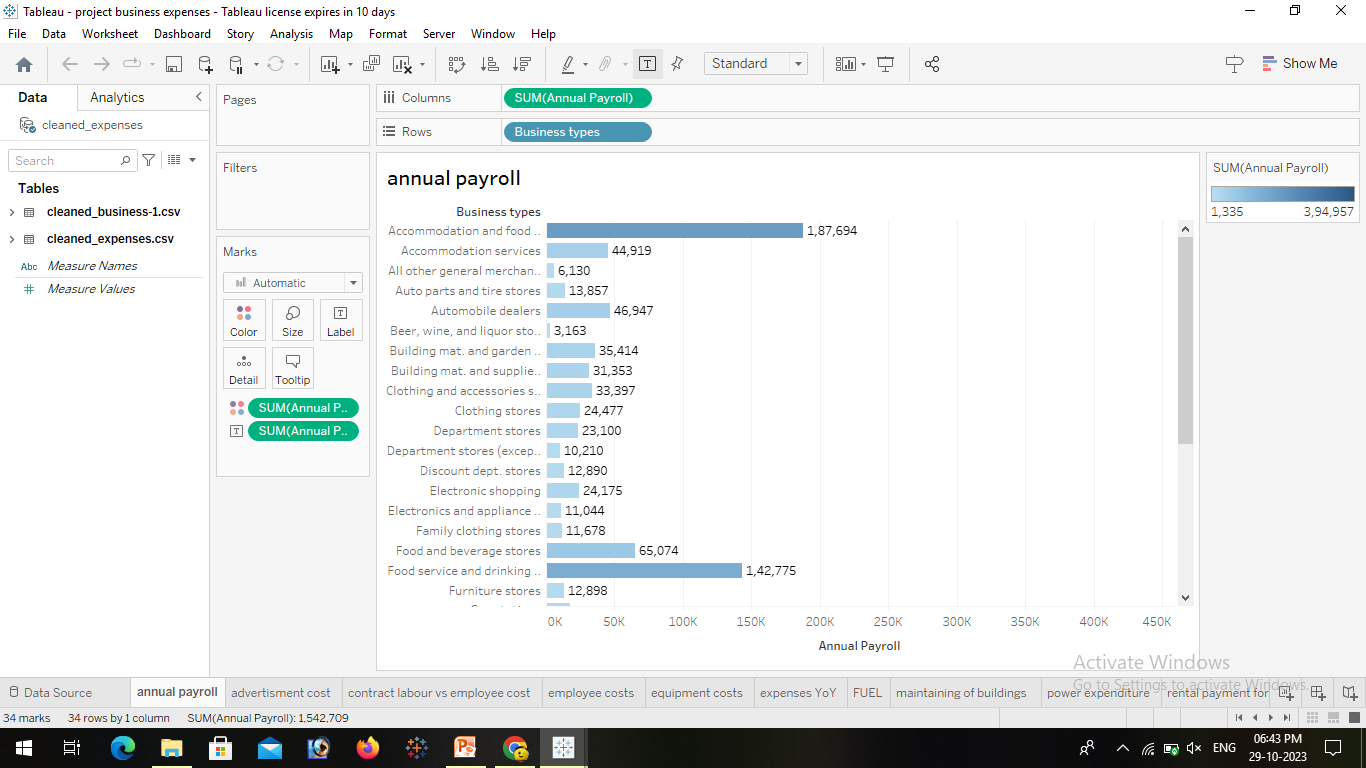 Tableau - project business expenses - Tableau license expires in 10 days
File Data Worksheet Dashboard Story Analysis Map Format Server Window Help
Standard
Show Me
Data Analytics
cleaned_expenses
Search
Tables
cleaned_business-1.csv
cleaned_expenses.csv
Abc Measure Names
# Measure Values
Pages
Filters
Marks
Automatic
Color Size Label
Detail Tooltip
SUM(Annual P..
SUM(Annual P..
Columns SUM(Annual Payroll)
Rows Business types
annual payroll
Business types
Accommodation and food .. 1,87,694
Accommodation services 44,919
All other general merchan.. 6,130
Auto parts and tire stores 13,857
Automobile dealers 46,947
Beer, wine, and liquor sto.. 3,163
Building mat. and garden .. 35,414
Building mat. and supplie.. 31,353
Clothing and accessories s.. 33,397
Clothing stores 24,477
Department stores 23,100
Department stores (excep.. 10,210
Discount dept. stores 12,890
Electronic shopping 24,175
Electronics and appliance .. 11,044
Family clothing stores 11,678
Food and beverage stores 65,074
Food service and drinking .. 1,42,775
Furniture stores 12,898
0K 50K 100K 150K 200K 250K 300K 350K 400K 450K
Annual Payroll
SUM(Annual Payroll)
1,335 3,94,957
Activate Windows
Go to Settings to activate Windows.
Data Source annual payroll advertisment cost contract labour vs employee cost employee costs equipment costs expenses YoY FUEL maintaining of buildings power expenditure rental payment for
34 marks 34 rows by 1 column SUM(Annual Payroll): 1,542,709
ENG
06:43 PM
29-10-2023